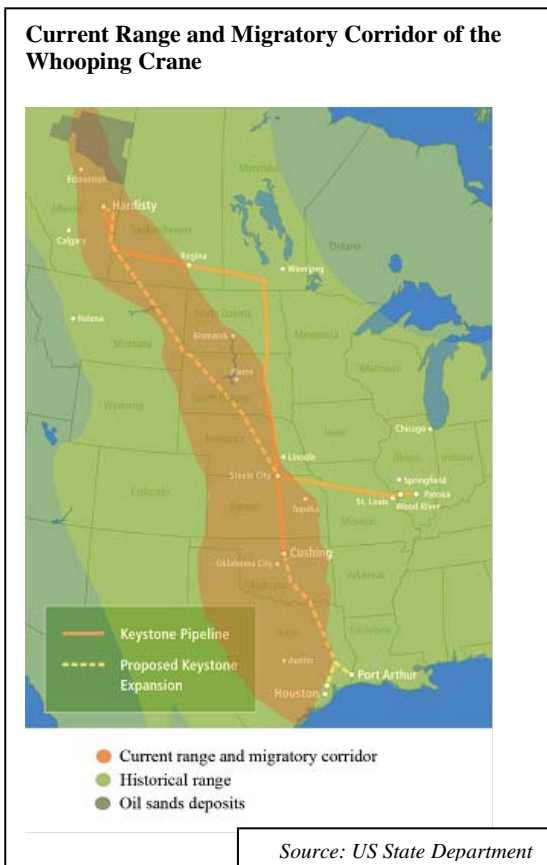 Current Range and Migratory Corridor of the
Whooping Crane
Edmonton
Hardisty
Alberta
Saskatchewan
Manitoba
Calgary
Regina
Winnipeg
Ontario
Helena
Montana
North Dakota
Bismarck
Minnesota
Pierre
South Dakota
Wisconsin
Wyoming
Iowa
Chicago
Nebraska
Lincoln
Illinois
Indiana
Steele City
Springfield
Patoka
St. Louis
Wood River
Colorado
Kansas
Topeka
Missouri
Cushing
Oklahoma City
Oklahoma
Arkansas
Texas
Louisiana
Austin
Port Arthur
Houston
Keystone Pipeline
Proposed Keystone
Expansion
Current range and migratory corridor
Historical range
Oil sands deposits
Source: US State Department